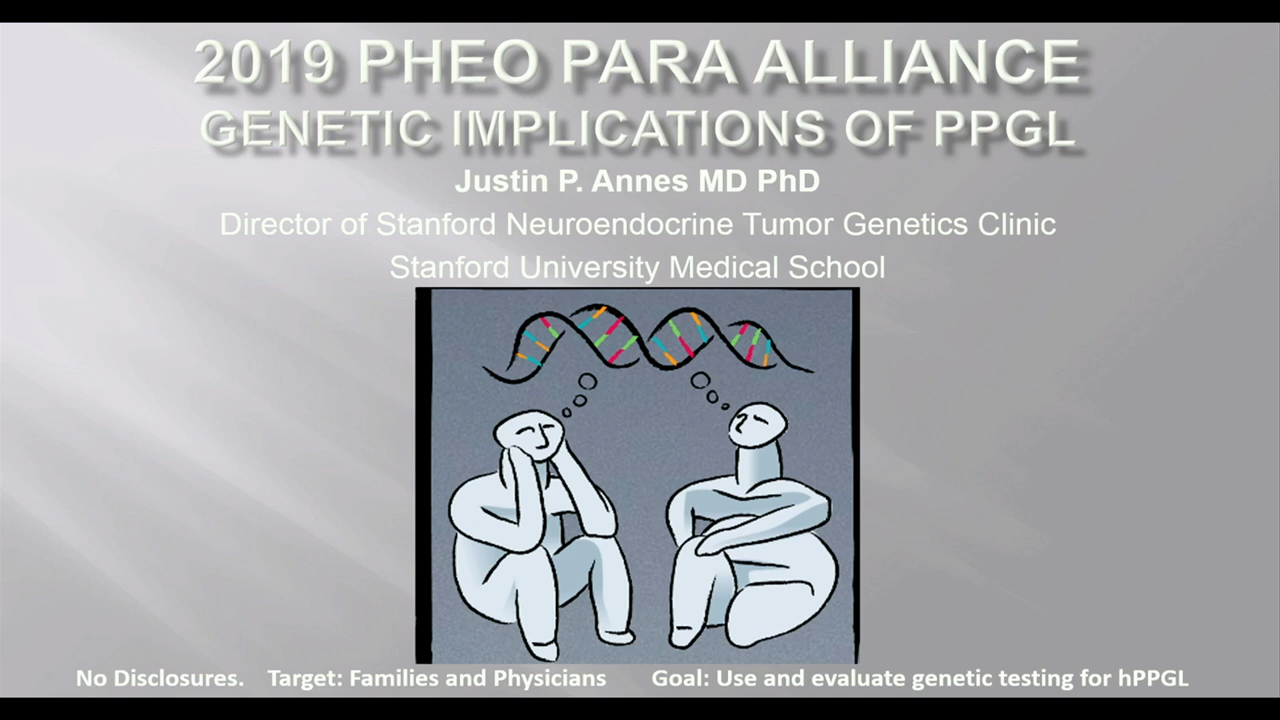 2019 PHEO PARA ALLIANCE
GENETIC IMPLICATIONS OF PPGL
Justin P. Annes MD PhD
Director of Stanford Neuroendocrine Tumor Genetics Clinic
Stanford University Medical School
No Disclosures. Target: Families and Physicians Goal: Use and evaluate genetic testing for hPPGL